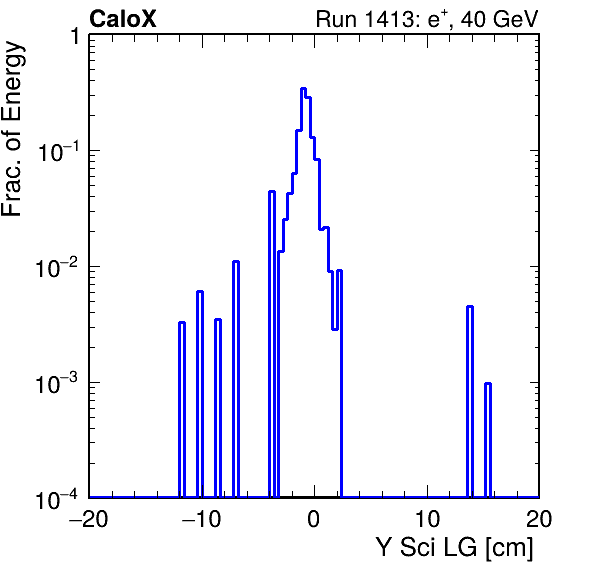 CaloX Run 1413: e⁺, 40 GeV
Frac. of Energy
1
10⁻¹
10⁻²
10⁻³
10⁻⁴
−20 −10 0 10 20
Y Sci LG [cm]